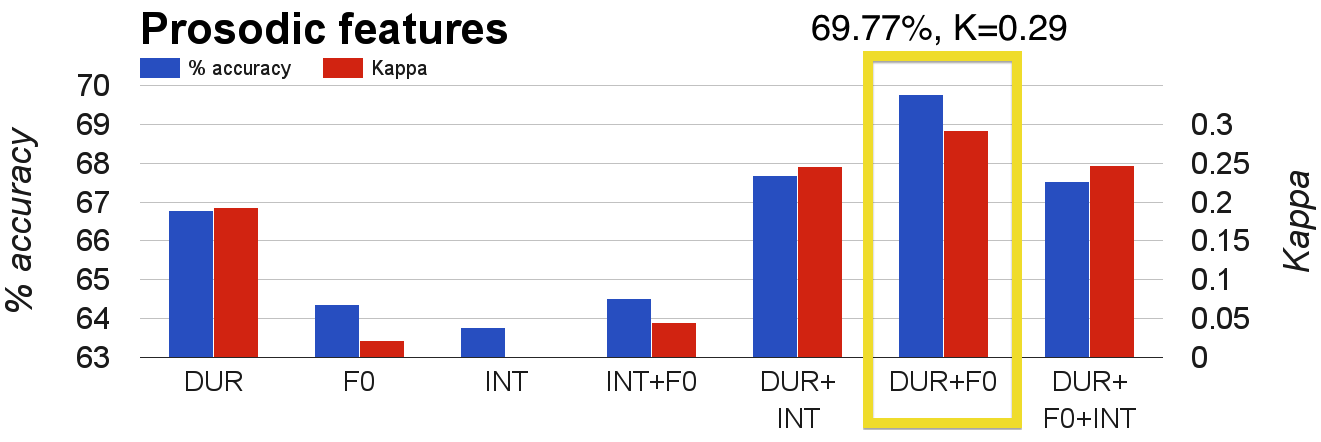 Prosodic features
69.77%, K=0.29
% accuracy
Kappa
70
69
68
67
66
65
64
63
% accuracy
0.3
0.25
0.2
0.15
0.1
0.05
0
Kappa
DUR
F0
INT
INT+F0
DUR+
INT
DUR+F0
DUR+
F0+INT